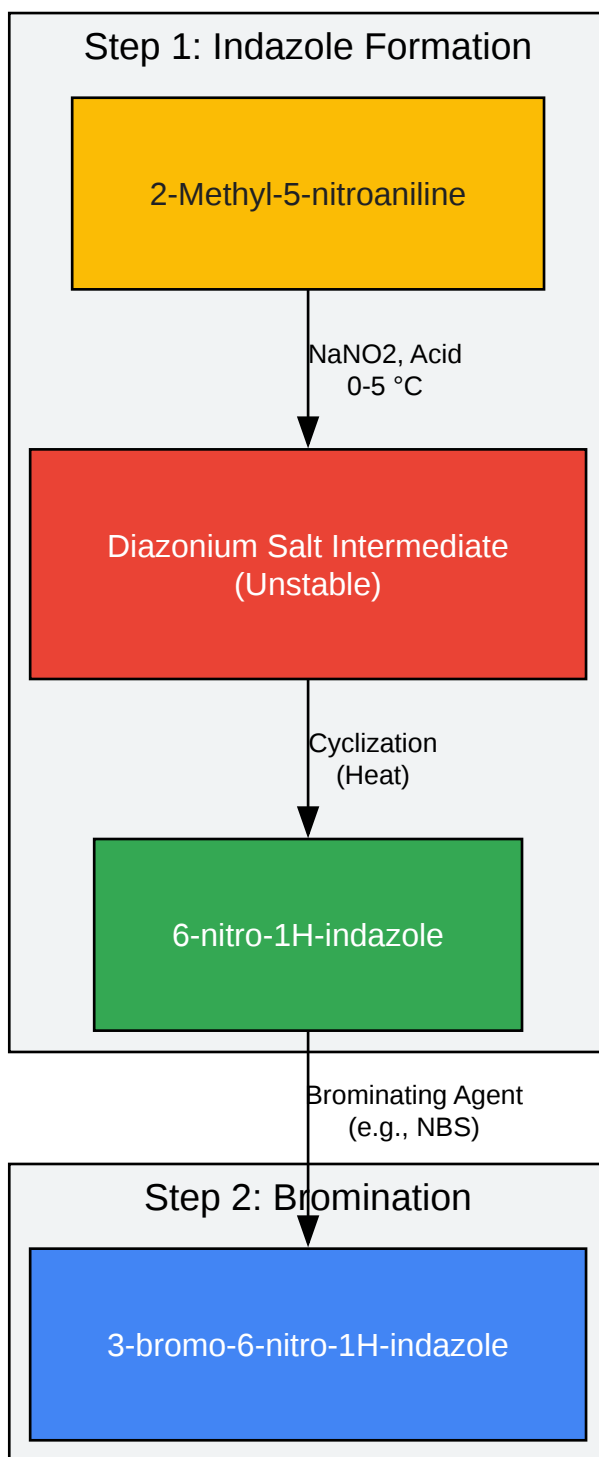 Step 1: Indazole Formation
2-Methyl-5-nitroaniline
NaNO2, Acid
0-5 °C
Diazonium Salt Intermediate
(Unstable)
Cyclization
(Heat)
6-nitro-1H-indazole
Brominating Agent
(e.g., NBS)
Step 2: Bromination
3-bromo-6-nitro-1H-indazole